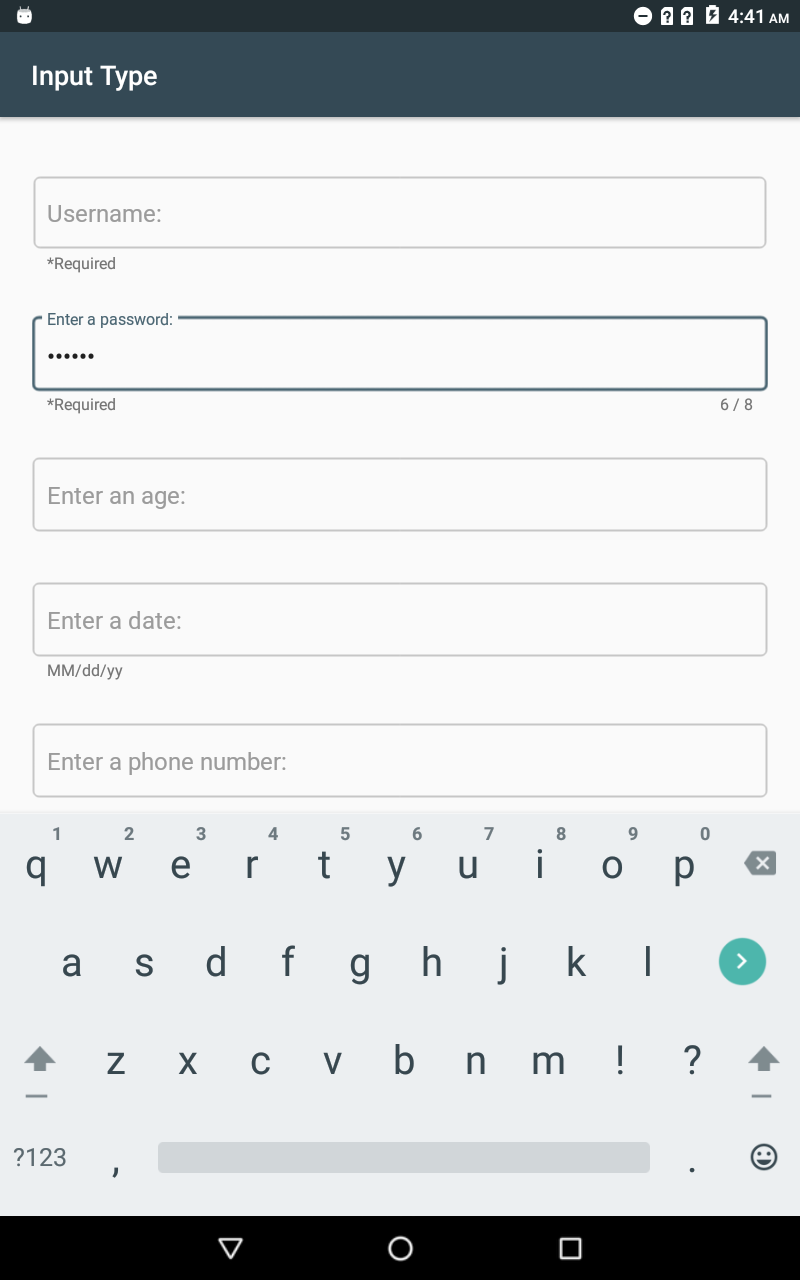 4:41 AM
Input Type
Username:
*Required
Enter a password:
••••••
*Required 6 / 8
Enter an age:
Enter a date:
MM/dd/yy
Enter a phone number:
1 2 3 4 5 6 7 8 9 0
q w e r t y u i o p
a s d f g h j k l
z x c v b n m ! ?
?123 , .